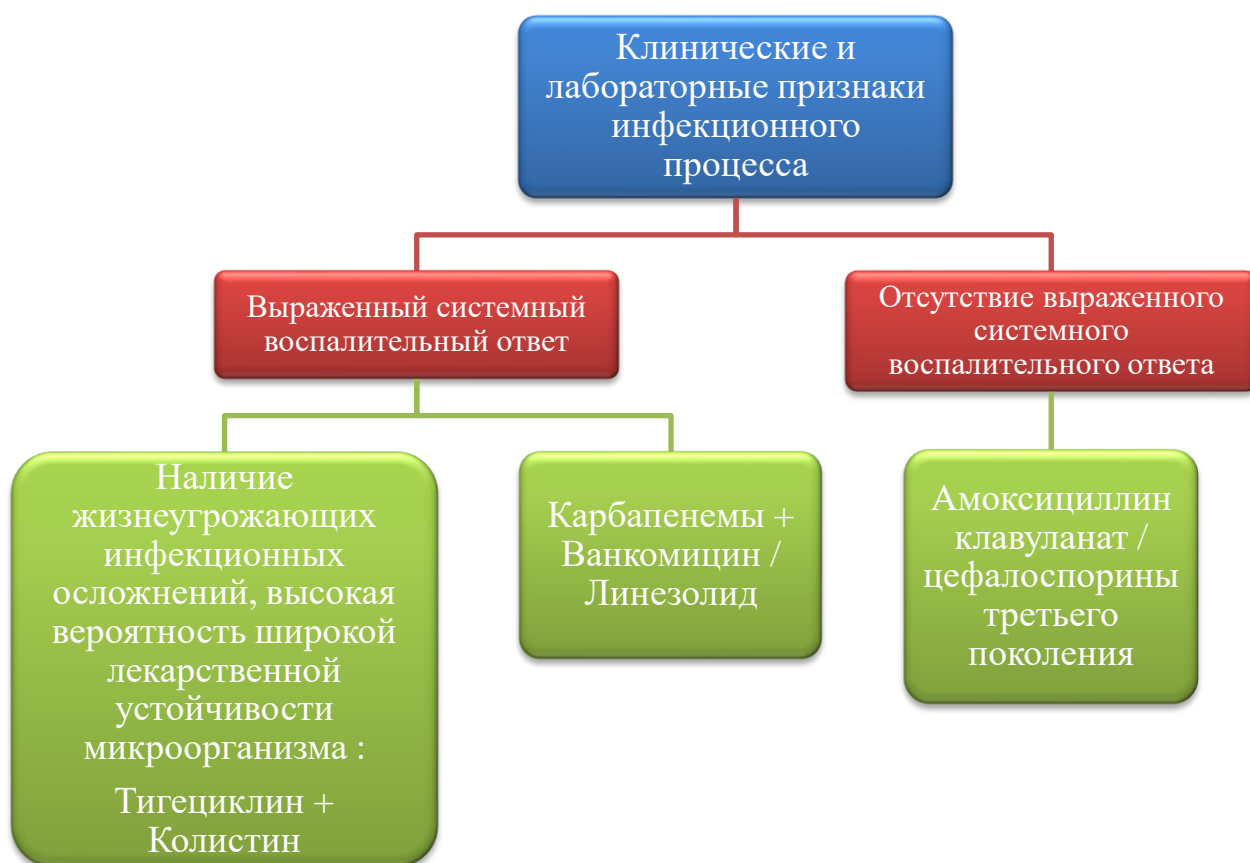 Клинические и
лабораторные признаки
инфекционного
процесса
Выраженный системный
воспалительный ответ
Отсутствие выраженного
системного
воспалительного ответа
Наличие
жизнеугрожающих
инфекционных
осложнений, высокая
вероятность широкой
лекарственной
устойчивости
микроорганизма :
Тигециклин +
Колистин
Карбапенемы +
Ванкомицин /
Линезолид
Амоксициллин
клавуланат /
цефалоспорины
третьего
поколения